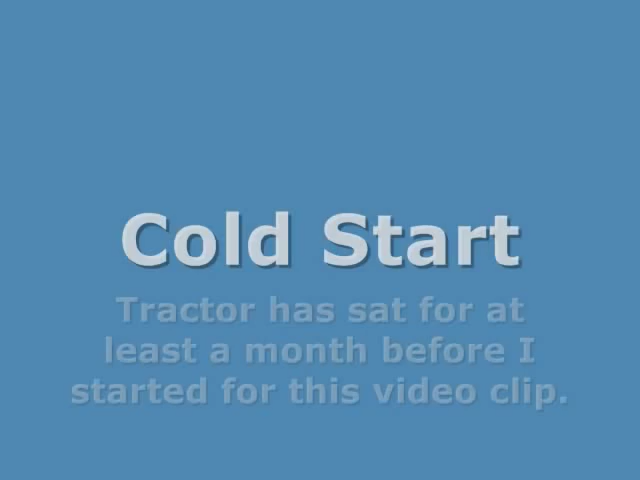 Cold Start
Tractor has sat for at
least a month before I
started for this video clip.